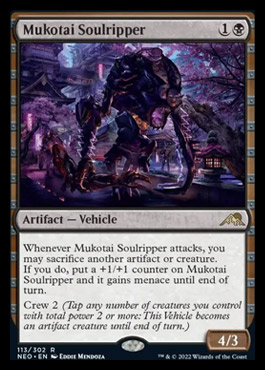 Mukotai Soulripper 1
Artifact — Vehicle
Whenever Mukotai Soulripper attacks, you
may sacrifice another artifact or creature.
If you do, put a +1/+1 counter on Mukotai
Soulripper and it gains menace until end of
turn.
Crew 2 (Tap any number of creatures you
control with total power 2 or more: This Vehicle
becomes an artifact creature until end of turn.)
4/3
113/302 R
NEO • EN Eddie Mendoza
™ & © 2022 Wizards of the Coast